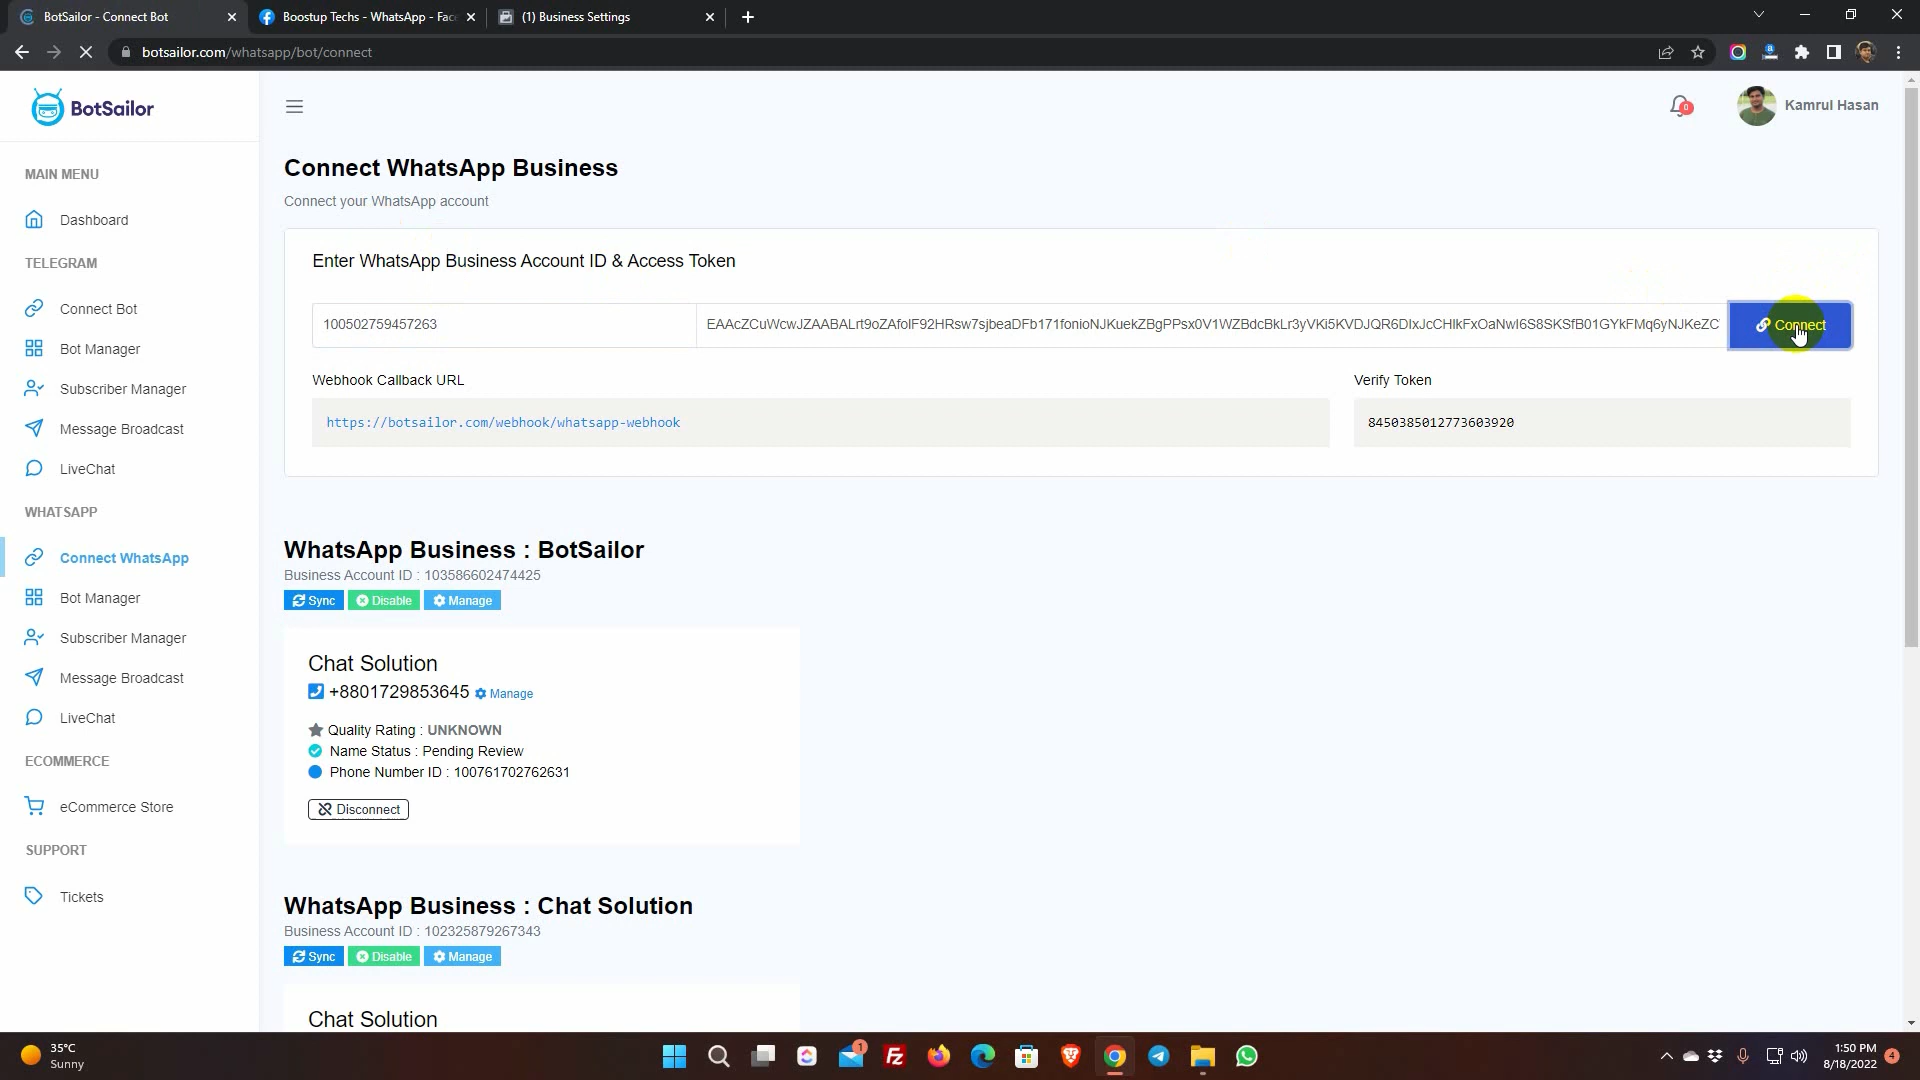 BotSailor - Connect Bot
Boostup Techs - WhatsApp - Fac
(1) Business Settings
botsailor.com/whatsapp/bot/connect
BotSailor
0
Kamrul Hasan
MAIN MENU
Dashboard
TELEGRAM
Connect Bot
Bot Manager
Subscriber Manager
Message Broadcast
LiveChat
WHATSAPP
Connect WhatsApp
Bot Manager
Subscriber Manager
Message Broadcast
LiveChat
ECOMMERCE
eCommerce Store
SUPPORT
Tickets
Connect WhatsApp Business
Connect your WhatsApp account
Enter WhatsApp Business Account ID & Access Token
100502759457263
Connect
Webhook Callback URL
Verify Token
https://botsailor.com/webhook/whatsapp-webhook
8450385012773603920
WhatsApp Business : BotSailor
Business Account ID : 103586602474425
Sync Disable Manage
Chat Solution
+8801729853645 Manage
Quality Rating : UNKNOWN
Name Status : Pending Review
Phone Number ID : 100761702762631
Disconnect
WhatsApp Business : Chat Solution
Business Account ID : 102325879267343
Sync Disable Manage
Chat Solution
35°C
Sunny
1
1:50 PM
8/18/2022
4